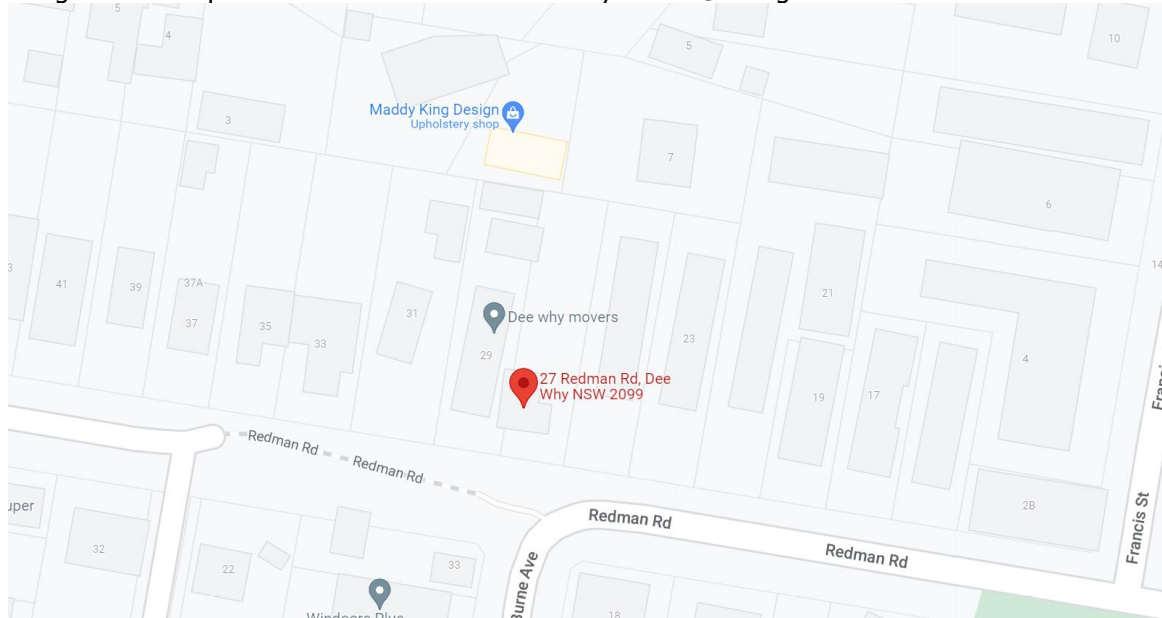 5
4
5
10
Maddy King Design
Upholstery shop
3
7
6
14
41
39
37A
37
35
33
31
Dee why movers
29
27 Redman Rd, Dee
Why NSW 2099
23
21
19
17
4
2B
Redman Rd
Redman Rd
Redman Rd
Redman Rd
Francis St
Burne Ave
32
22
33
18